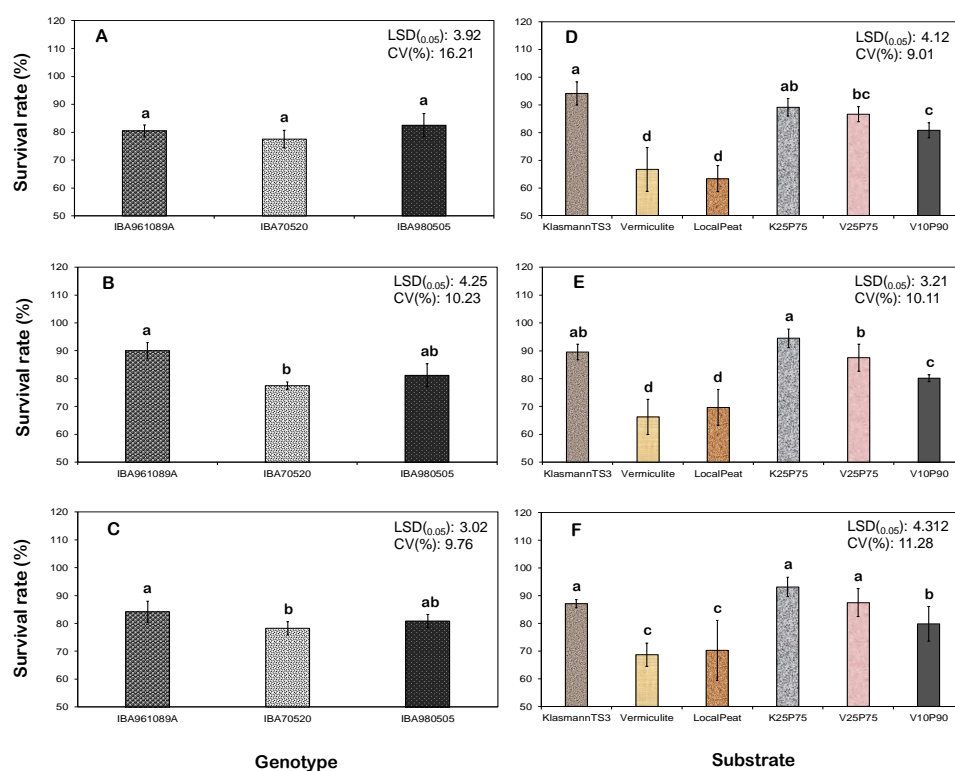 A
LSD(0.05): 3.92
CV(%): 16.21
Survival rate (%)
120
110
100
90
80
70
60
50
a
a
a
IBA961089A
IBA70520
IBA980505
D
LSD(0.05): 4.12
CV(%): 9.01
120
110
100
90
80
70
60
50
a
d
d
ab
bc
c
KlasmannTS3
Vermiculite
LocalPeat
K25P75
V25P75
V10P90
B
LSD(0.05): 4.25
CV(%): 10.23
Survival rate (%)
120
110
100
90
80
70
60
50
a
b
ab
IBA961089A
IBA70520
IBA980505
E
LSD(0.05): 3.21
CV(%): 10.11
120
110
100
90
80
70
60
50
ab
d
d
a
b
c
KlasmannTS3
Vermiculite
LocalPeat
K25P75
V25P75
V10P90
C
LSD(0.05): 3.02
CV(%): 9.76
Survival rate (%)
120
110
100
90
80
70
60
50
a
b
ab
IBA961089A
IBA70520
IBA980505
Genotype
F
LSD(0.05): 4.312
CV(%): 11.28
120
110
100
90
80
70
60
50
a
c
c
a
a
b
KlasmannTS3
Vermiculite
LocalPeat
K25P75
V25P75
V10P90
Substrate